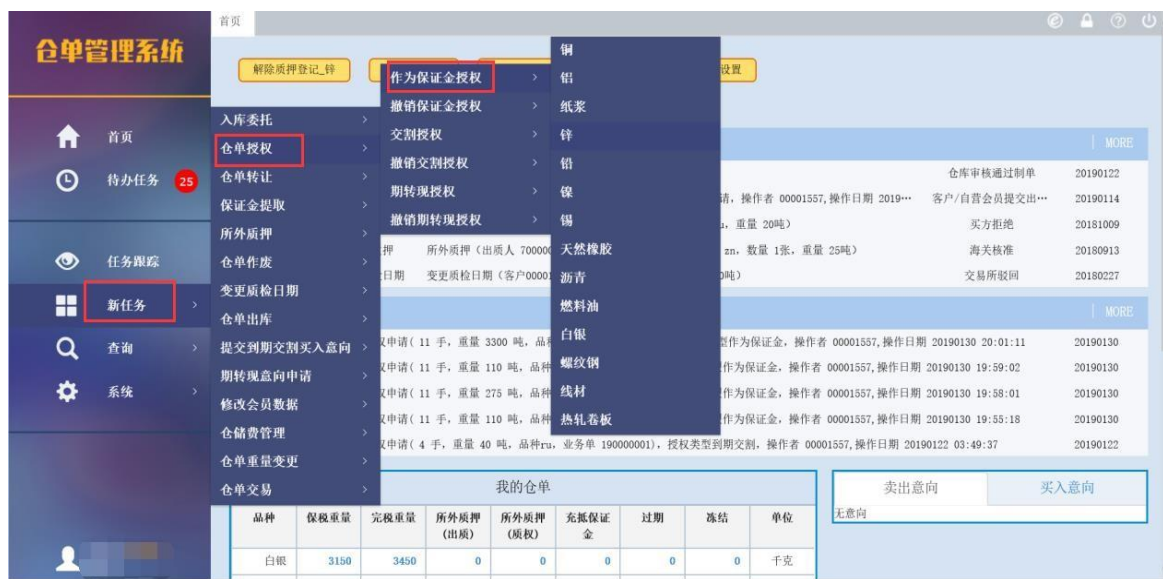 首页
仓单管理系统
首页
待办任务 25
任务跟踪
新任务
查询
系统
解除质押登记_锌
设置
入库委托
仓单授权
仓单转让
保证金提取
所外质押
仓单作废
变更质检日期
仓单出库
提交到期交割买入意向
期转现意向申请
修改会员数据
仓储费管理
仓单重量变更
仓单交易
作为保证金授权
撤销保证金授权
交割授权
撤销交割授权
期转现授权
撤销期转现授权
铜
铝
纸浆
锌
铅
镍
锡
天然橡胶
沥青
燃料油
白银
螺纹钢
线材
热轧卷板
MORE
仓库审核通过制单 20190122
请，操作者 00001557,操作日期 2019… 客户/自营会员提交出… 20190114
重量 20吨） 买方拒绝 20181009
押 所外质押（出质人 700000 zn，数量 1张，重量 25吨） 海关核准 20180913
日期 变更质检日期（客户00001 吨） 交易所驳回 20180227
MORE
权申请( 11 手，重量 3300 吨，品种 型作为保证金，操作者 00001557,操作日期 20190130 20:01:11 20190130
权申请( 11 手，重量 110 吨，品种 作为保证金，操作者 00001557,操作日期 20190130 19:59:02 20190130
权申请( 11 手，重量 275 吨，品种 作为保证金，操作者 00001557,操作日期 20190130 19:58:01 20190130
权申请( 11 手，重量 110 吨，品种 作为保证金，操作者 00001557,操作日期 20190130 19:55:18 20190130
权申请( 4 手，重量 40 吨，品种ru，业务单 190000001)，授权类型到期交割，操作者 00001557,操作日期 20190122 03:49:37 20190122
我的仓单
品种 保税重量 完税重量 所外质押(出质) 所外质押(质权) 充抵保证金 过期 冻结 单位
白银 3150 3450 0 0 0 0 0 千克
卖出意向 买入意向
无意向